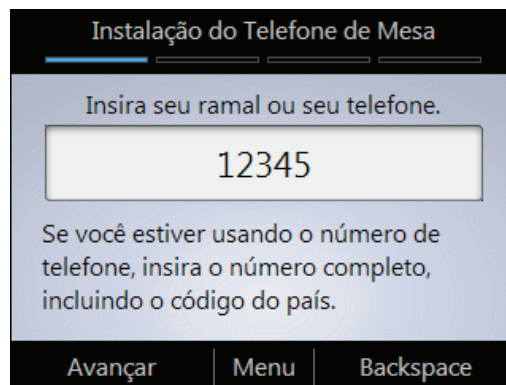 Instalação do Telefone de Mesa
Insira seu ramal ou seu telefone.
12345
Se você estiver usando o número de
telefone, insira o número completo,
incluindo o código do país.
Avançar Menu Backspace